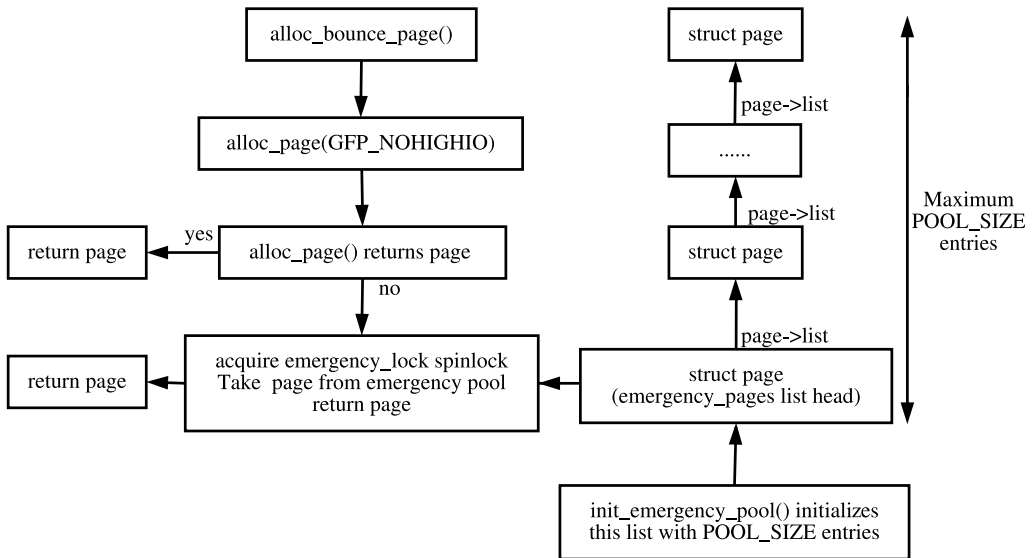 alloc_bounce_page()
struct page
page->list
alloc_page(GFP_NOHIGHIO)
......
page->list
Maximum
POOL_SIZE
entries
yes
return page
alloc_page() returns page
struct page
no
page->list
acquire emergency_lock spinlock
Take page from emergency pool
return page
return page
struct page
(emergency_pages list head)
init_emergency_pool() initializes
this list with POOL_SIZE entries